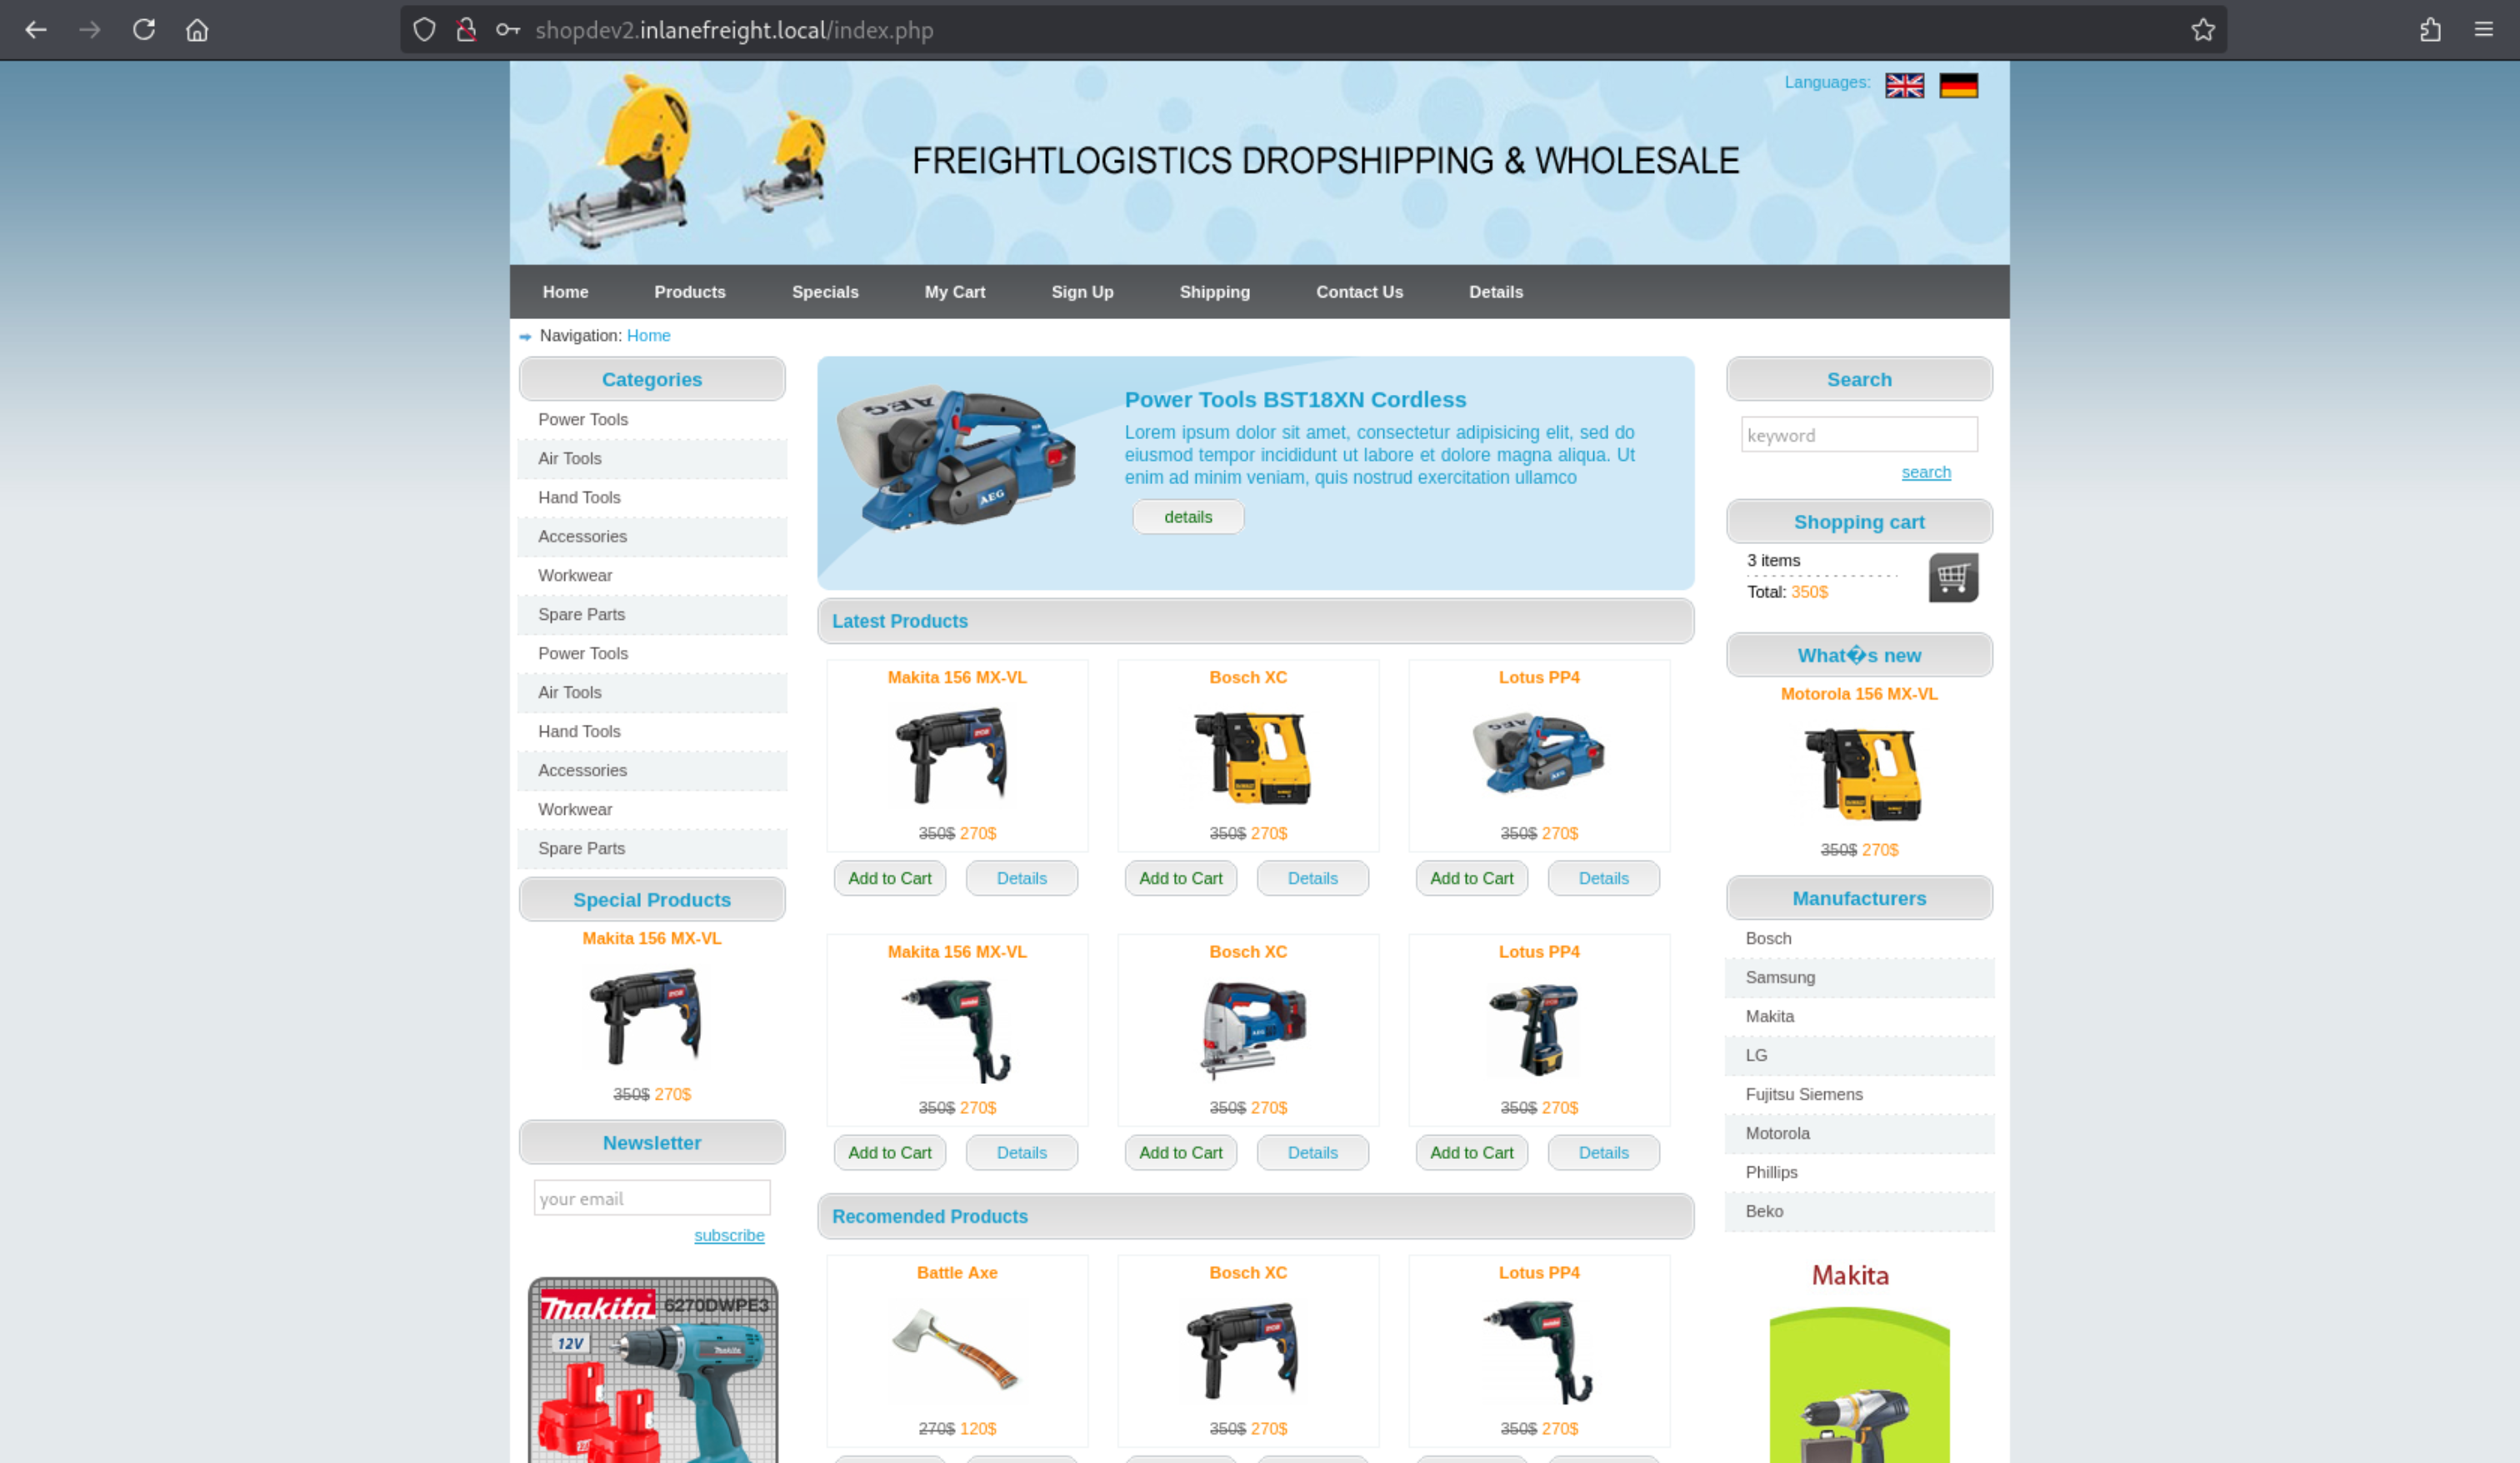 shopdev2.inlanefreight.local/index.php
Languages:
FREIGHTLOGISTICS DROPSHIPPING & WHOLESALE
Home Products Specials My Cart Sign Up Shipping Contact Us Details
Navigation: Home
Categories
Power Tools
Air Tools
Hand Tools
Accessories
Workwear
Spare Parts
Power Tools
Air Tools
Hand Tools
Accessories
Workwear
Spare Parts
Special Products
Makita 156 MX-VL
RYOBI
350$ 270$
Newsletter
your email
subscribe
makita 6270DWPE3
12V
makita
AEG
AEG
Power Tools BST18XN Cordless
Lorem ipsum dolor sit amet, consectetur adipisicing elit, sed do
eiusmod tempor incididunt ut labore et dolore magna aliqua. Ut
enim ad minim veniam, quis nostrud exercitation ullamco
details
Latest Products
Makita 156 MX-VL Bosch XC Lotus PP4
350$ 270$ 350$ 270$ 350$ 270$
Add to Cart Details Add to Cart Details Add to Cart Details
Makita 156 MX-VL Bosch XC Lotus PP4
350$ 270$ 350$ 270$ 350$ 270$
Add to Cart Details Add to Cart Details Add to Cart Details
Recomended Products
Battle Axe Bosch XC Lotus PP4
270$ 120$ 350$ 270$ 350$ 270$
Search
keyword
search
Shopping cart
3 items
Total: 350$
What�s new
Motorola 156 MX-VL
350$ 270$
Manufacturers
Bosch
Samsung
Makita
LG
Fujitsu Siemens
Motorola
Phillips
Beko
Makita